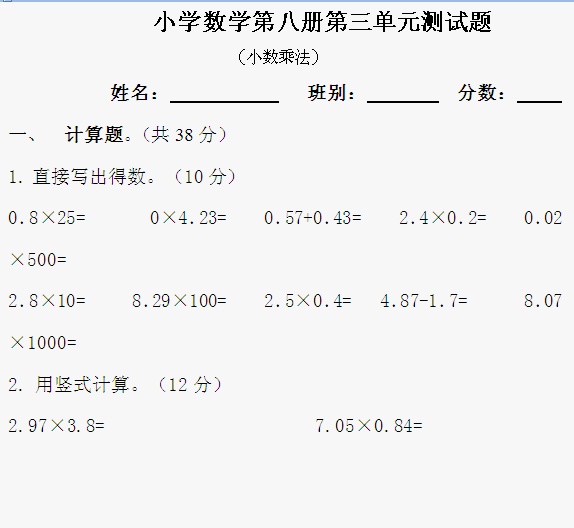 小学数学第八册第三单元测试题
（小数乘法）
姓名：__________ 班别：_______ 分数：____
一、 计算题。（共 38 分）
1. 直接写出得数。（10 分）
0.8×25= 0×4.23= 0.57+0.43= 2.4×0.2= 0.02
×500=
2.8×10= 8.29×100= 2.5×0.4= 4.87-1.7= 8.07
×1000=
2. 用竖式计算。（12 分）
2.97×3.8= 7.05×0.84=